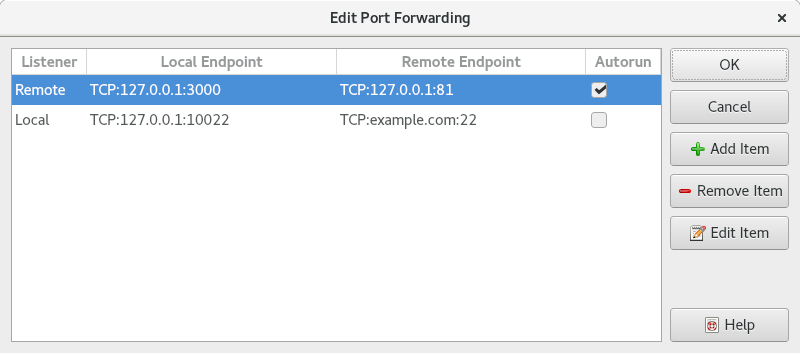 Edit Port Forwarding
Listener Local Endpoint Remote Endpoint Autorun
Remote TCP:127.0.0.1:3000 TCP:127.0.0.1:81
Local TCP:127.0.0.1:10022 TCP:example.com:22
OK
Cancel
Add Item
Remove Item
Edit Item
Help